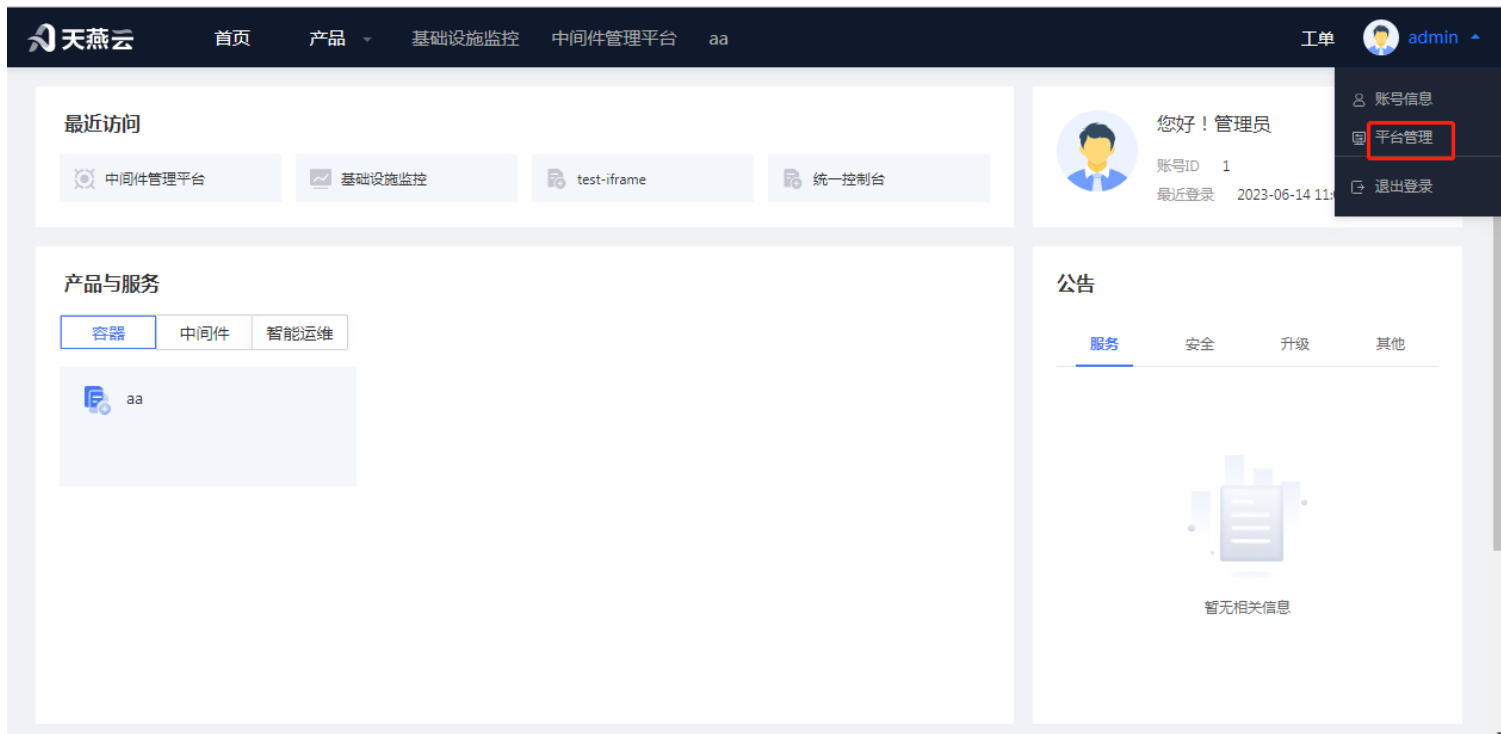 天燕云 首页 产品 基础设施监控 中间件管理平台 aa 工单 admin
账号信息
平台管理
退出登录
最近访问
中间件管理平台 基础设施监控 test-iframe 统一控制台
您好！管理员
账号ID 1
最近登录 2023-06-14 11:
产品与服务
容器 中间件 智能运维
aa
公告
服务 安全 升级 其他
暂无相关信息